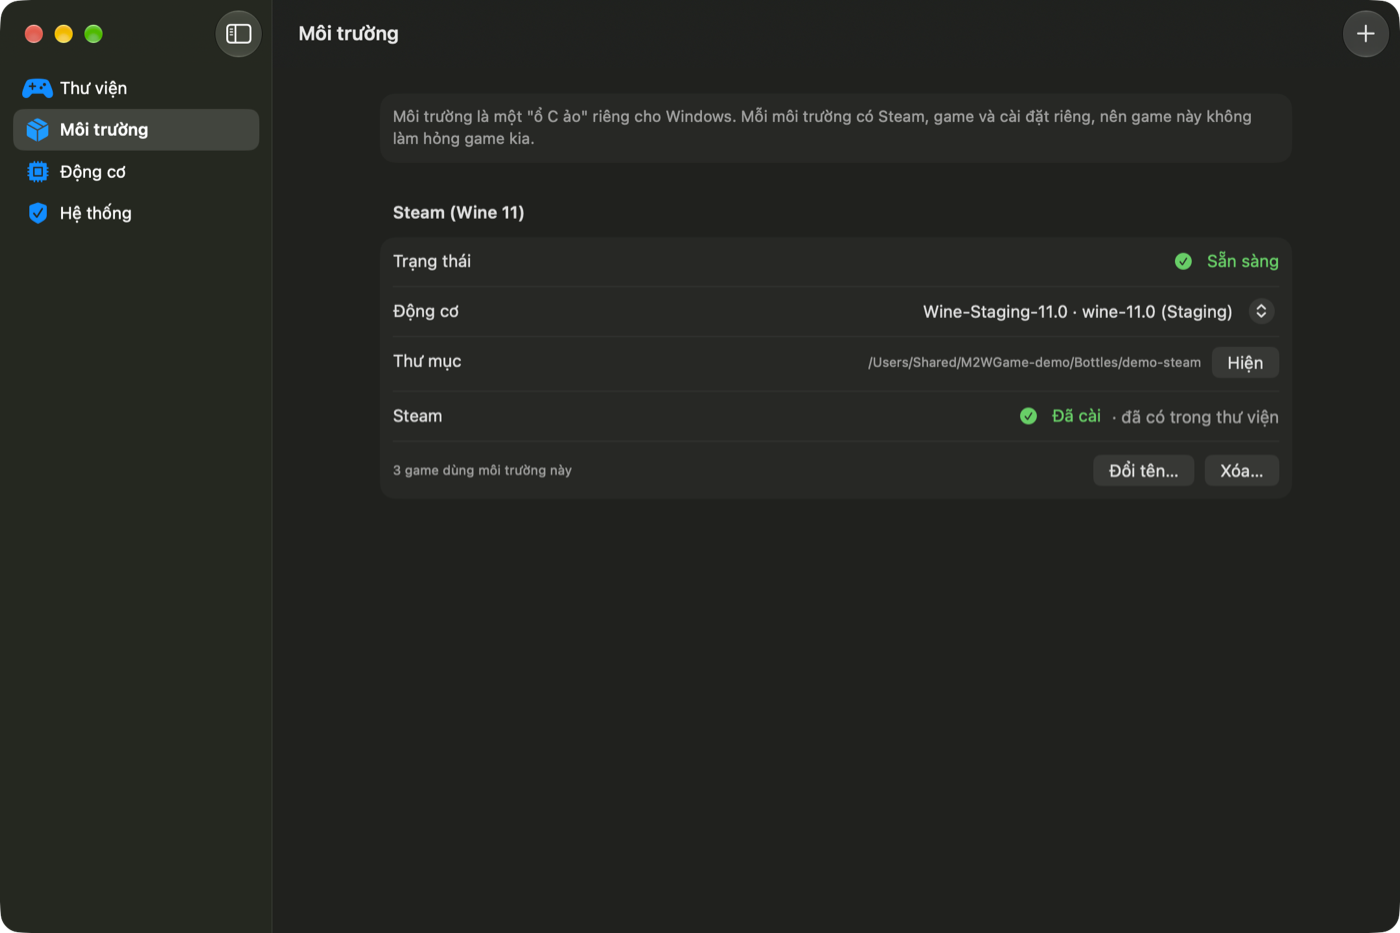 Môi trường
Thư viện
Môi trường
Động cơ
Hệ thống
Môi trường là một "ổ C ảo" riêng cho Windows. Mỗi môi trường có Steam, game và cài đặt riêng, nên game này không
làm hỏng game kia.
Steam (Wine 11)
Trạng thái
Sẵn sàng
Động cơ
Wine-Staging-11.0 · wine-11.0 (Staging)
Thư mục
/Users/Shared/M2WGame-demo/Bottles/demo-steam
Hiện
Steam
Đã cài · đã có trong thư viện
3 game dùng môi trường này
Đổi tên...
Xóa...